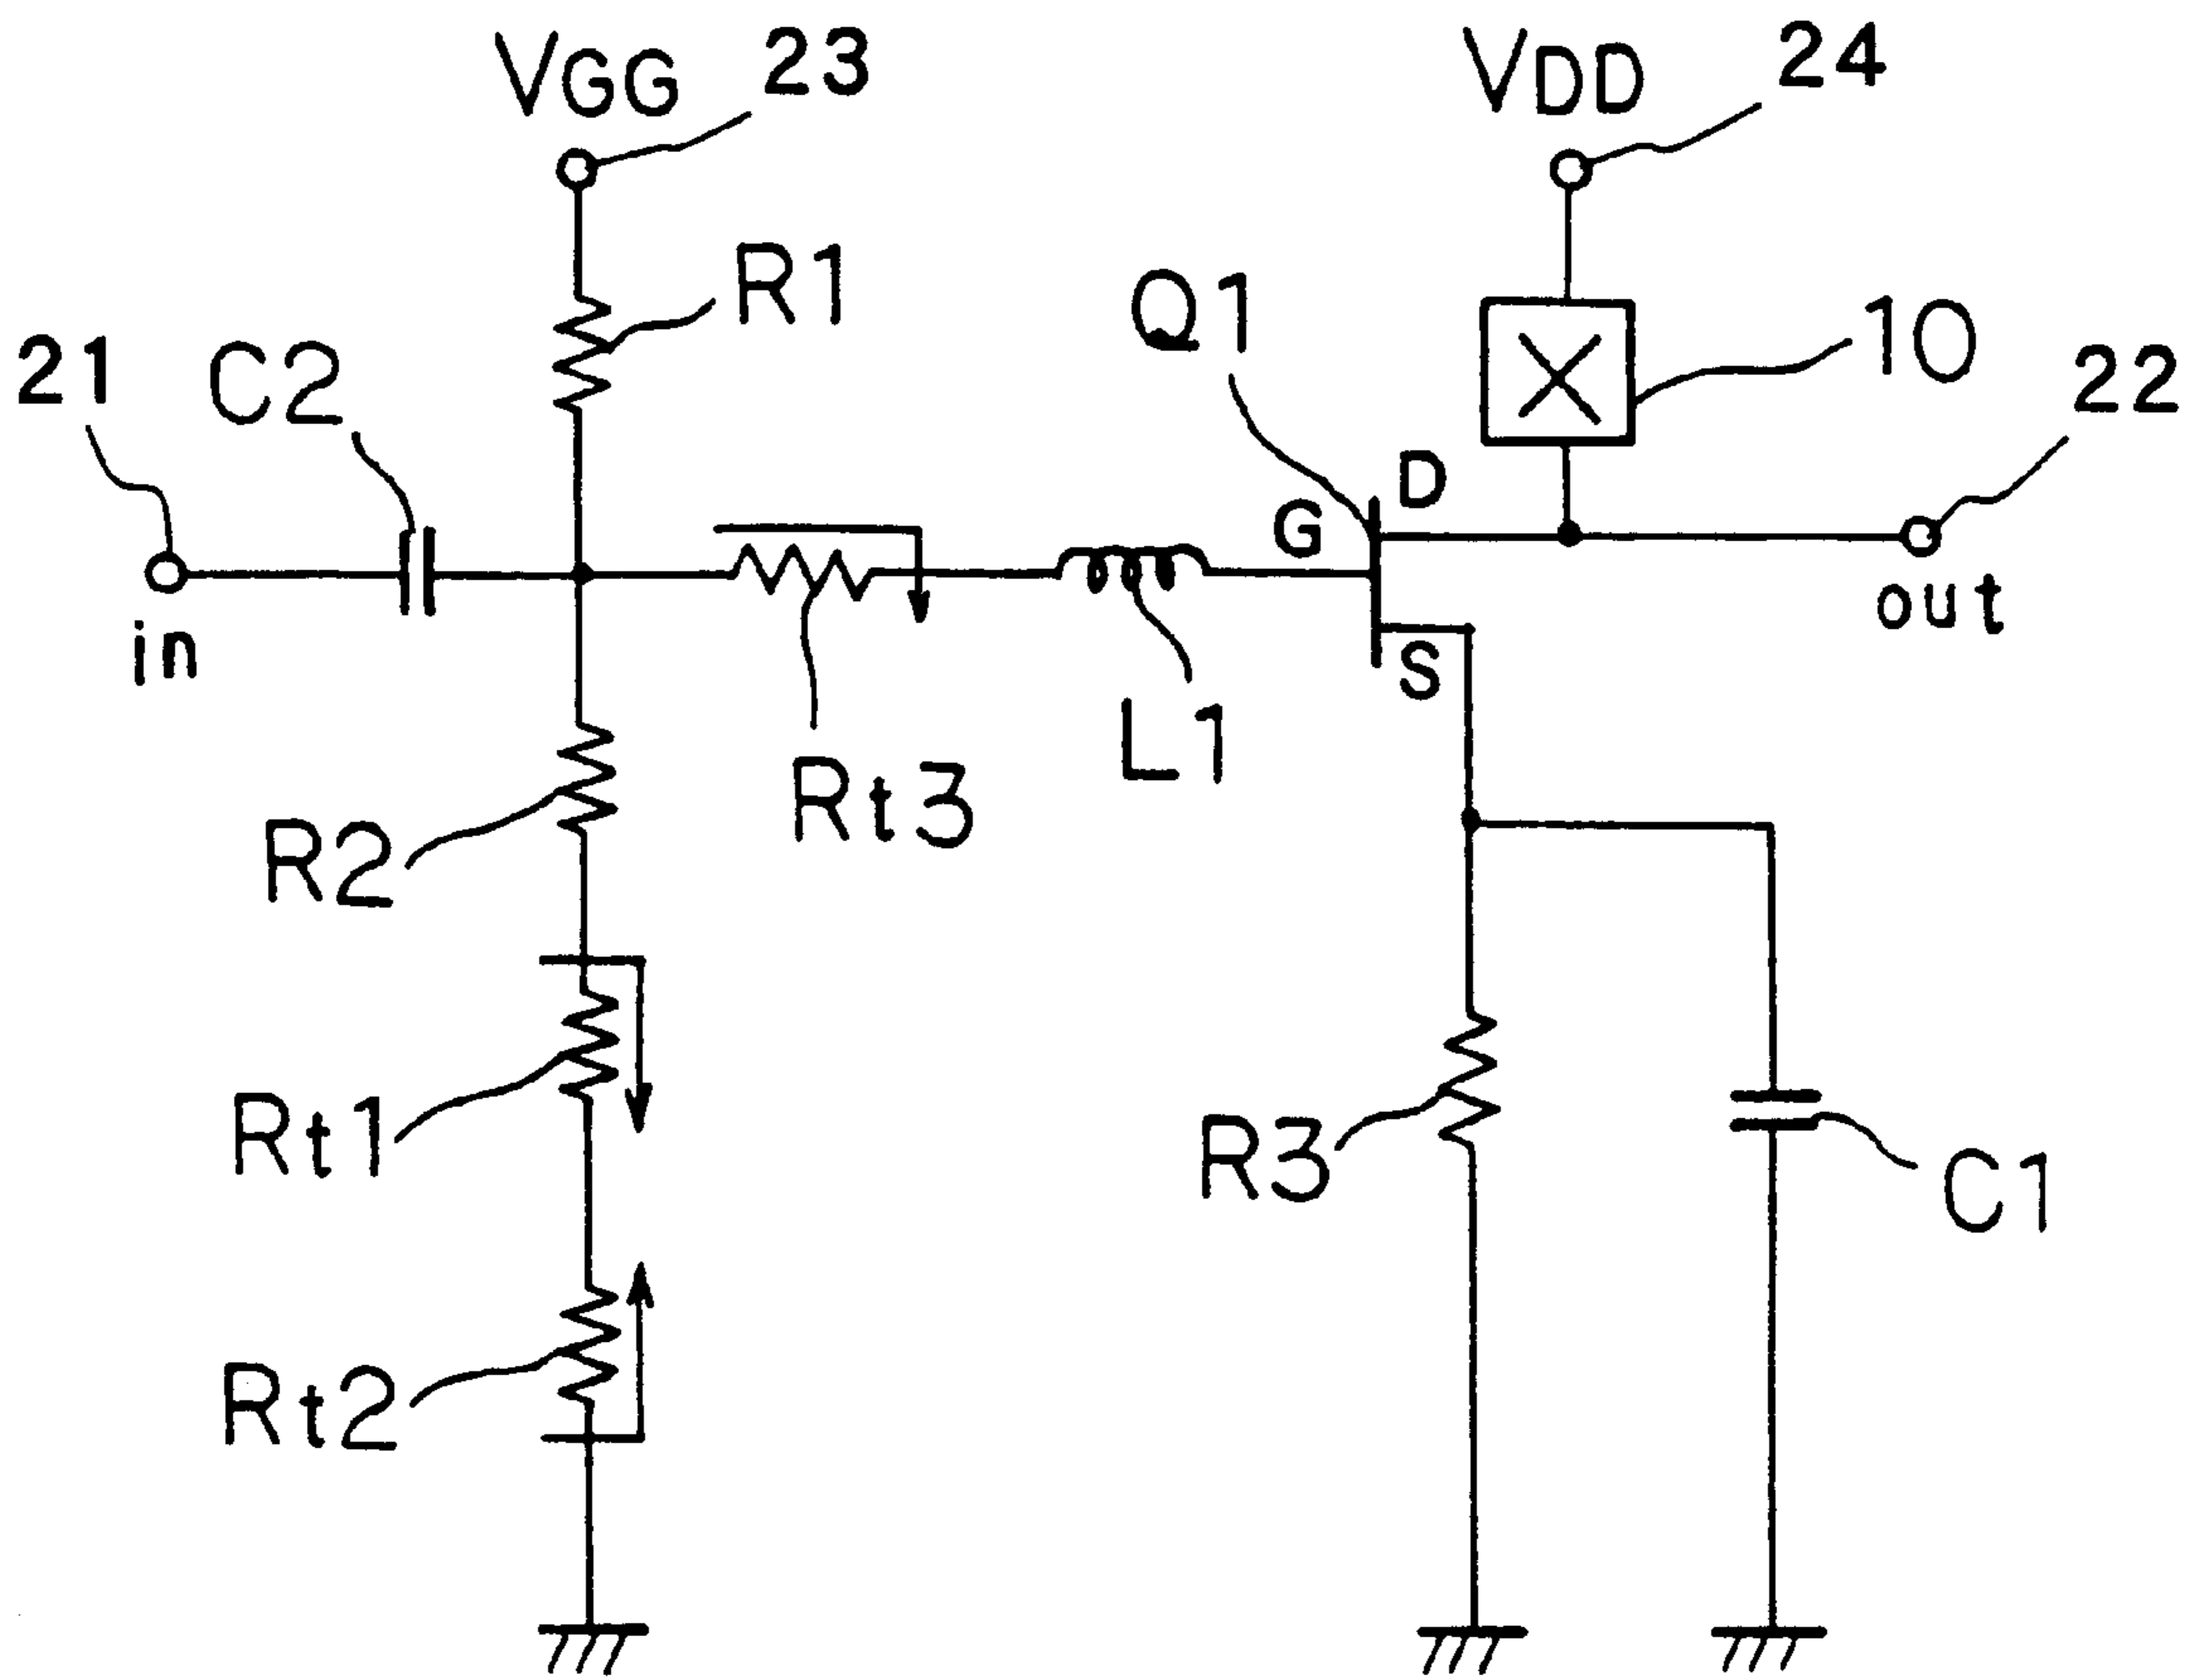 VGG
23
VDD
24
R1
Q1
10
21
C2
22
D
G
out
in
S
L1
Rt3
R2
Rt1
R3
C1
Rt2